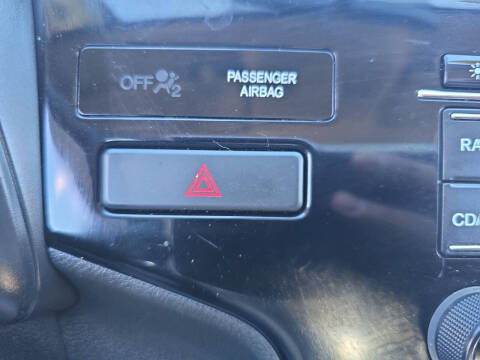 OFF 2 PASSENGER
AIRBAG
RA
CD/